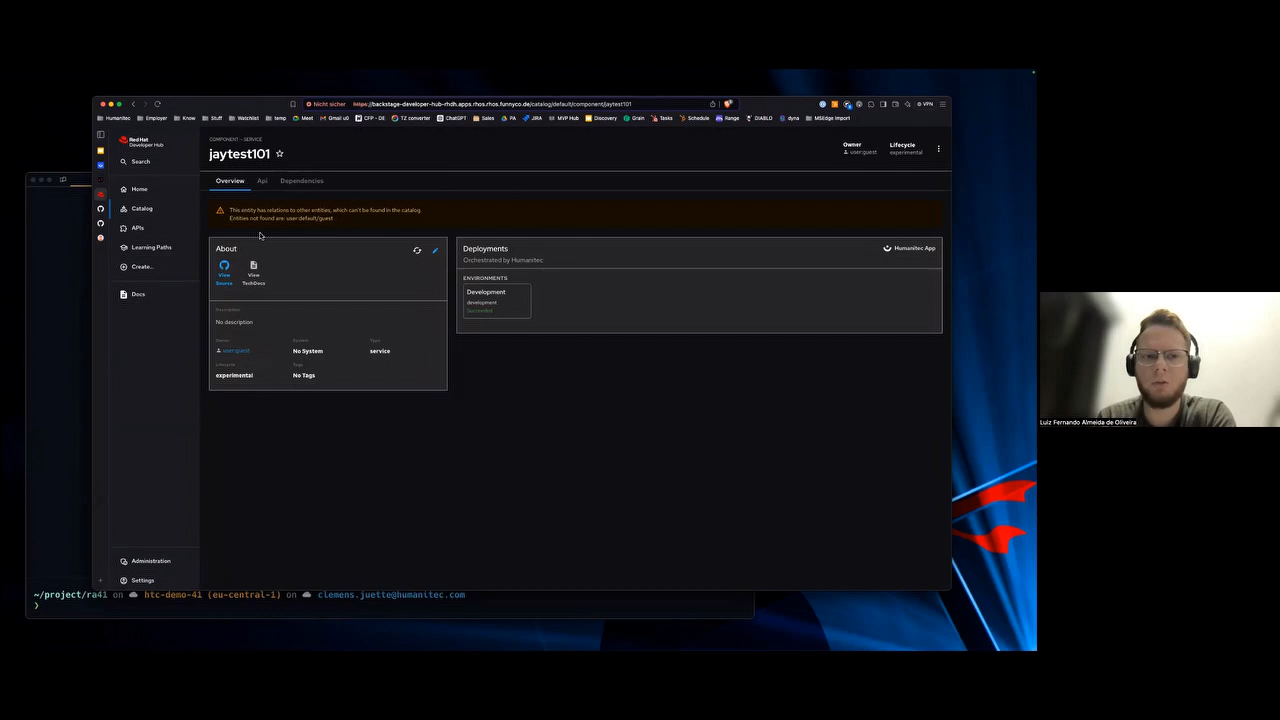 Nicht sicher https://backstage-developer-hub-rhdh.apps.rhos.rhos.funnyco.de/catalog/default/component/jaytest101
VPN
Humanitec Employer Know Stuff Watchlist temp Meet Gmail u0 CFP - DE TZ converter ChatGPT Sales PA JIRA MVP Hub Discovery Grain Tasks Schedule Range DIABLO dyna MSEdge import
Red Hat
Developer Hub
Search
Home
Catalog
APIs
Learning Paths
Create...
Docs
Administration
Settings
COMPONENT — SERVICE
jaytest101
Owner
user:guest
Lifecycle
experimental
Overview Api Dependencies
This entity has relations to other entities, which can't be found in the catalog.
Entities not found are: user:default/guest
About
View
Source
View
TechDocs
Description
No description
Owner System Type
user:guest No System service
Lifecycle Tags
experimental No Tags
Deployments
Orchestrated by Humanitec
Humanitec App
ENVIRONMENTS
Development
development
Succeeded
~/project/ra41 on htc-demo-41 (eu-central-1) on clemens.juette@humanitec.com
❯
Luiz Fernando Almeida de Oliveira